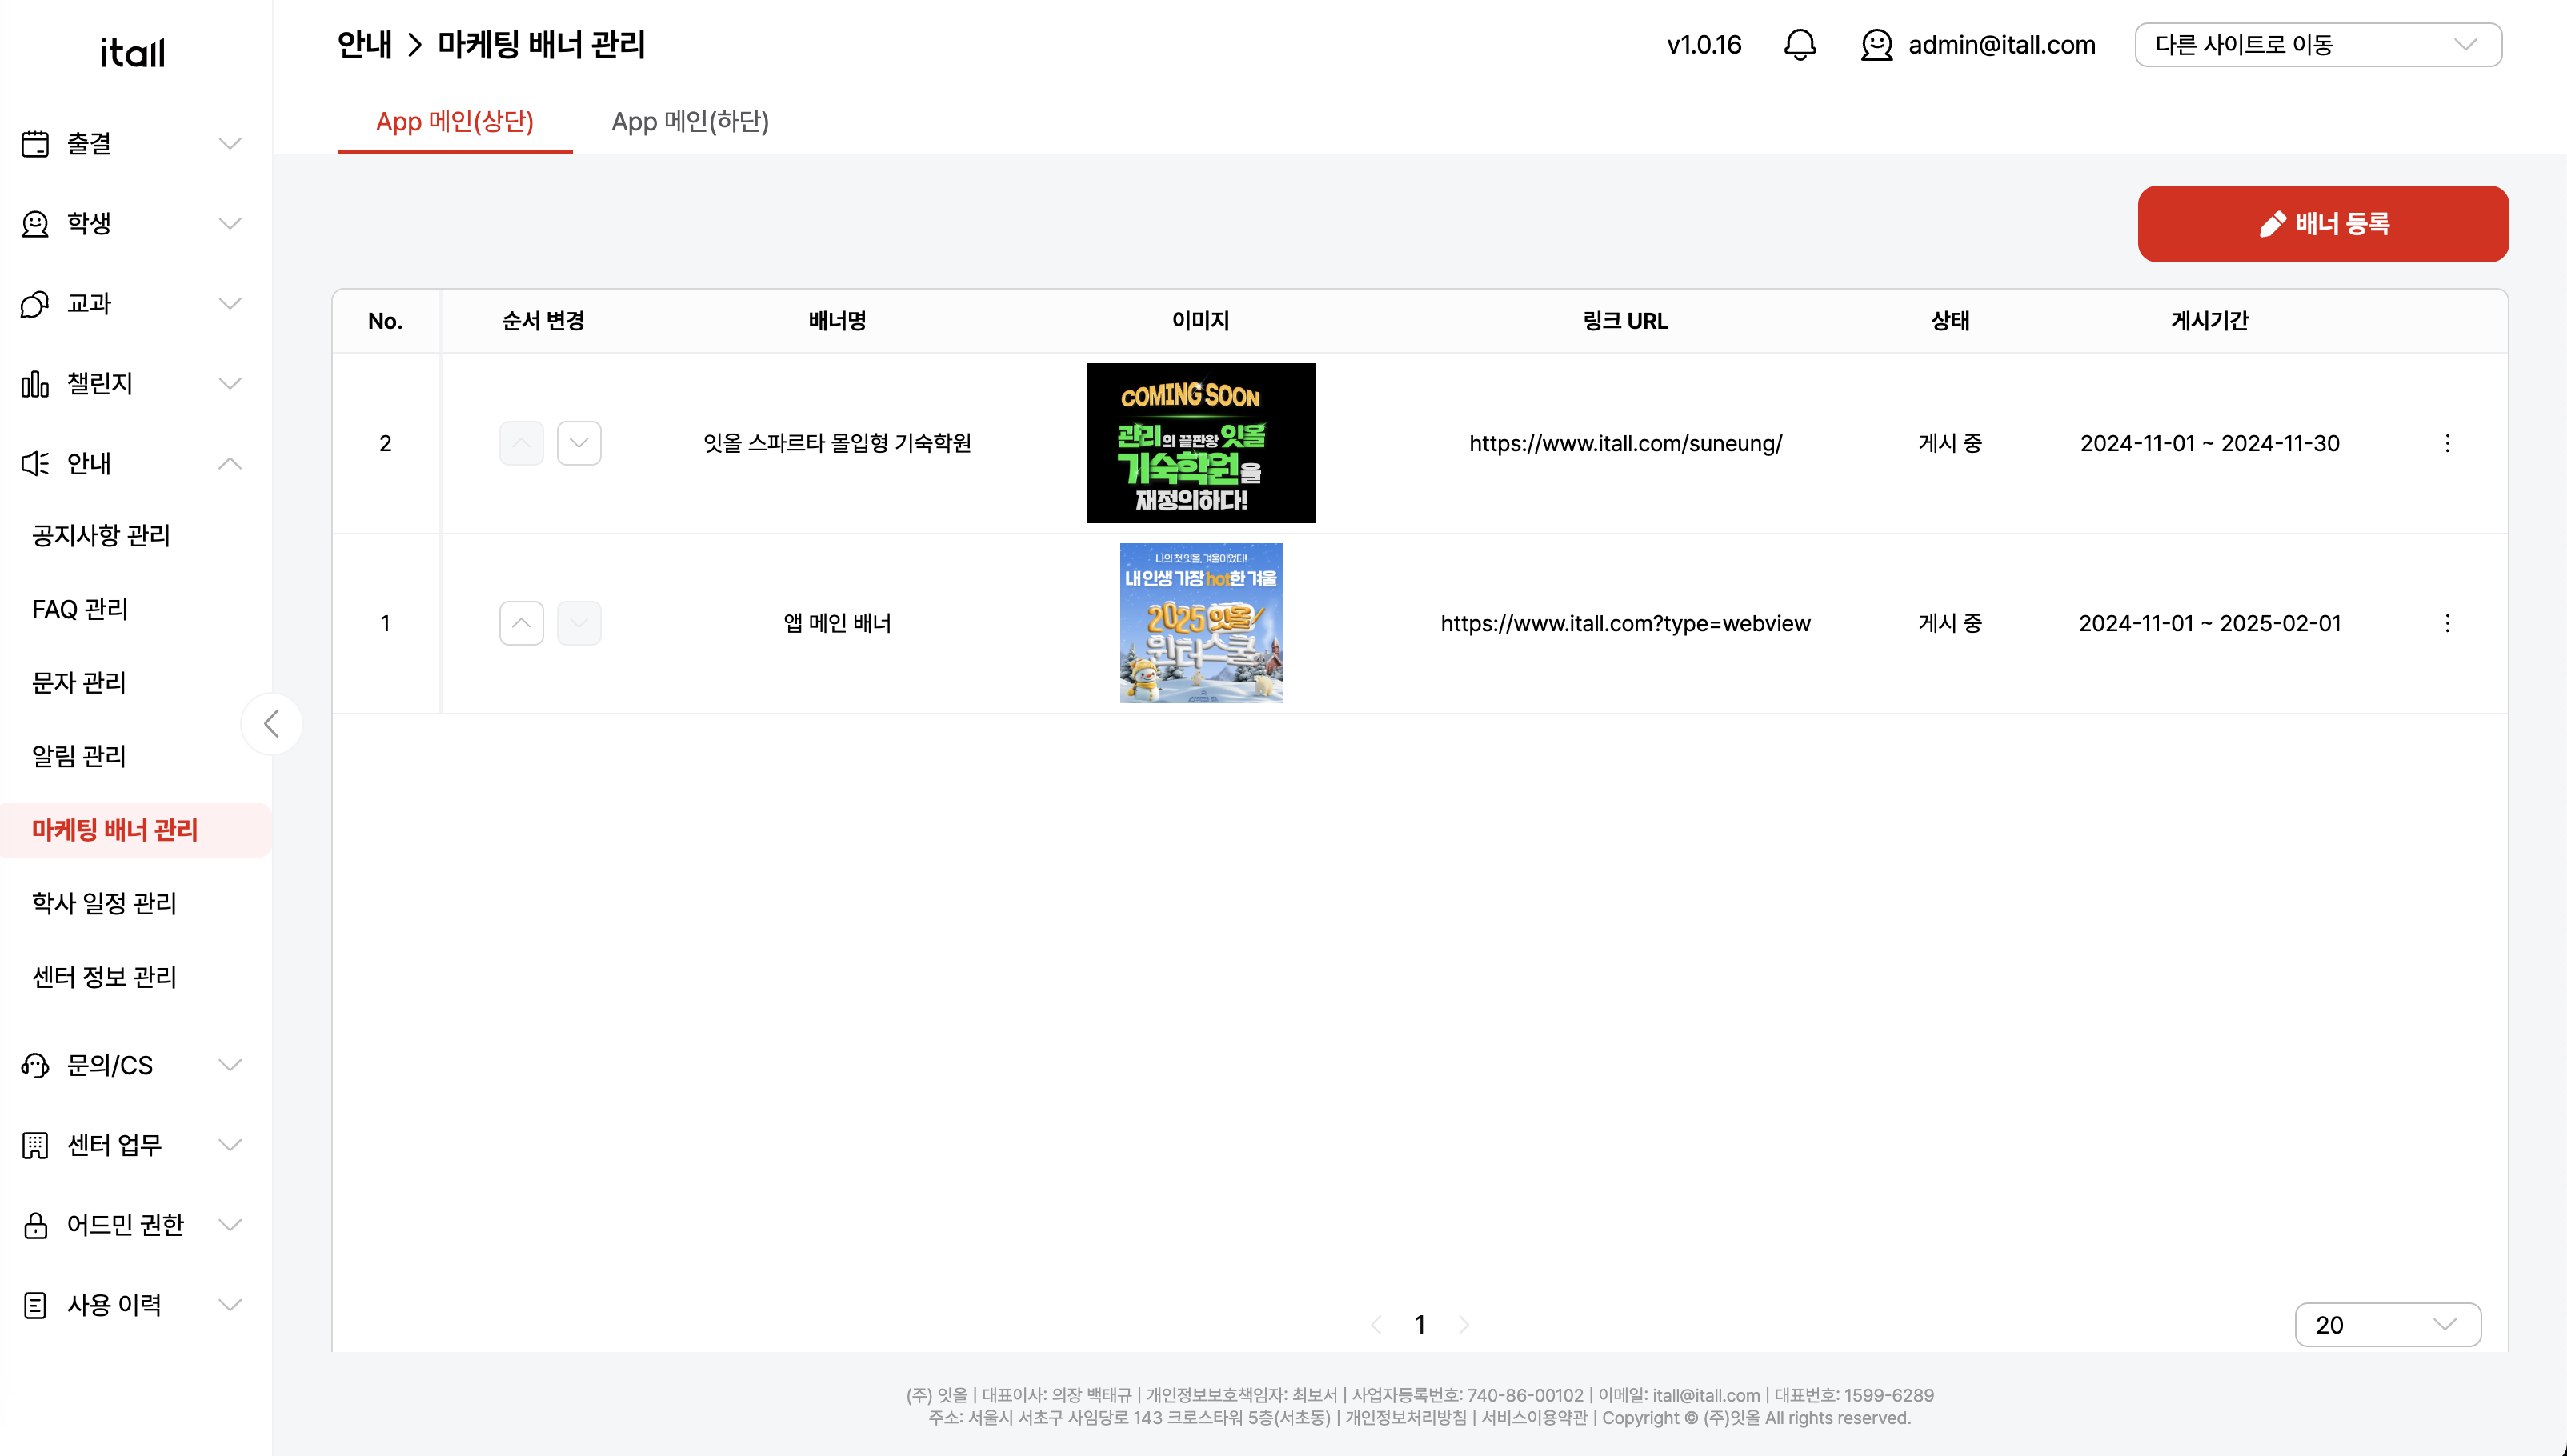 itall
출결
학생
교과
챌린지
안내
공지사항 관리
FAQ 관리
문자 관리
알림 관리
마케팅 배너 관리
학사 일정 관리
센터 정보 관리
문의/CS
센터 업무
어드민 권한
사용 이력
안내 > 마케팅 배너 관리
v1.0.16
admin@itall.com
다른 사이트로 이동
App 메인(상단) App 메인(하단)
배너 등록
No. 순서 변경 배너명 이미지 링크 URL 상태 게시기간
2 잇올 스파르타 몰입형 기숙학원
COMING SOON
관리의 끝판왕 잇올
기숙학원을
재정의하다!
https://www.itall.com/suneung/ 게시 중 2024-11-01 ~ 2024-11-30
1 앱 메인 배너
나의 첫 잇올, 겨울이었다!
내 인생 가장 hot한 겨울
2025 잇올
윈터스쿨
https://www.itall.com?type=webview 게시 중 2024-11-01 ~ 2025-02-01
1
20
(주) 잇올 | 대표이사: 의장 백태규 | 개인정보보호책임자: 최보서 | 사업자등록번호: 740-86-00102 | 이메일: itall@itall.com | 대표번호: 1599-6289
주소: 서울시 서초구 사임당로 143 크로스타워 5층(서초동) | 개인정보처리방침 | 서비스이용약관 | Copyright © (주)잇올 All rights reserved.